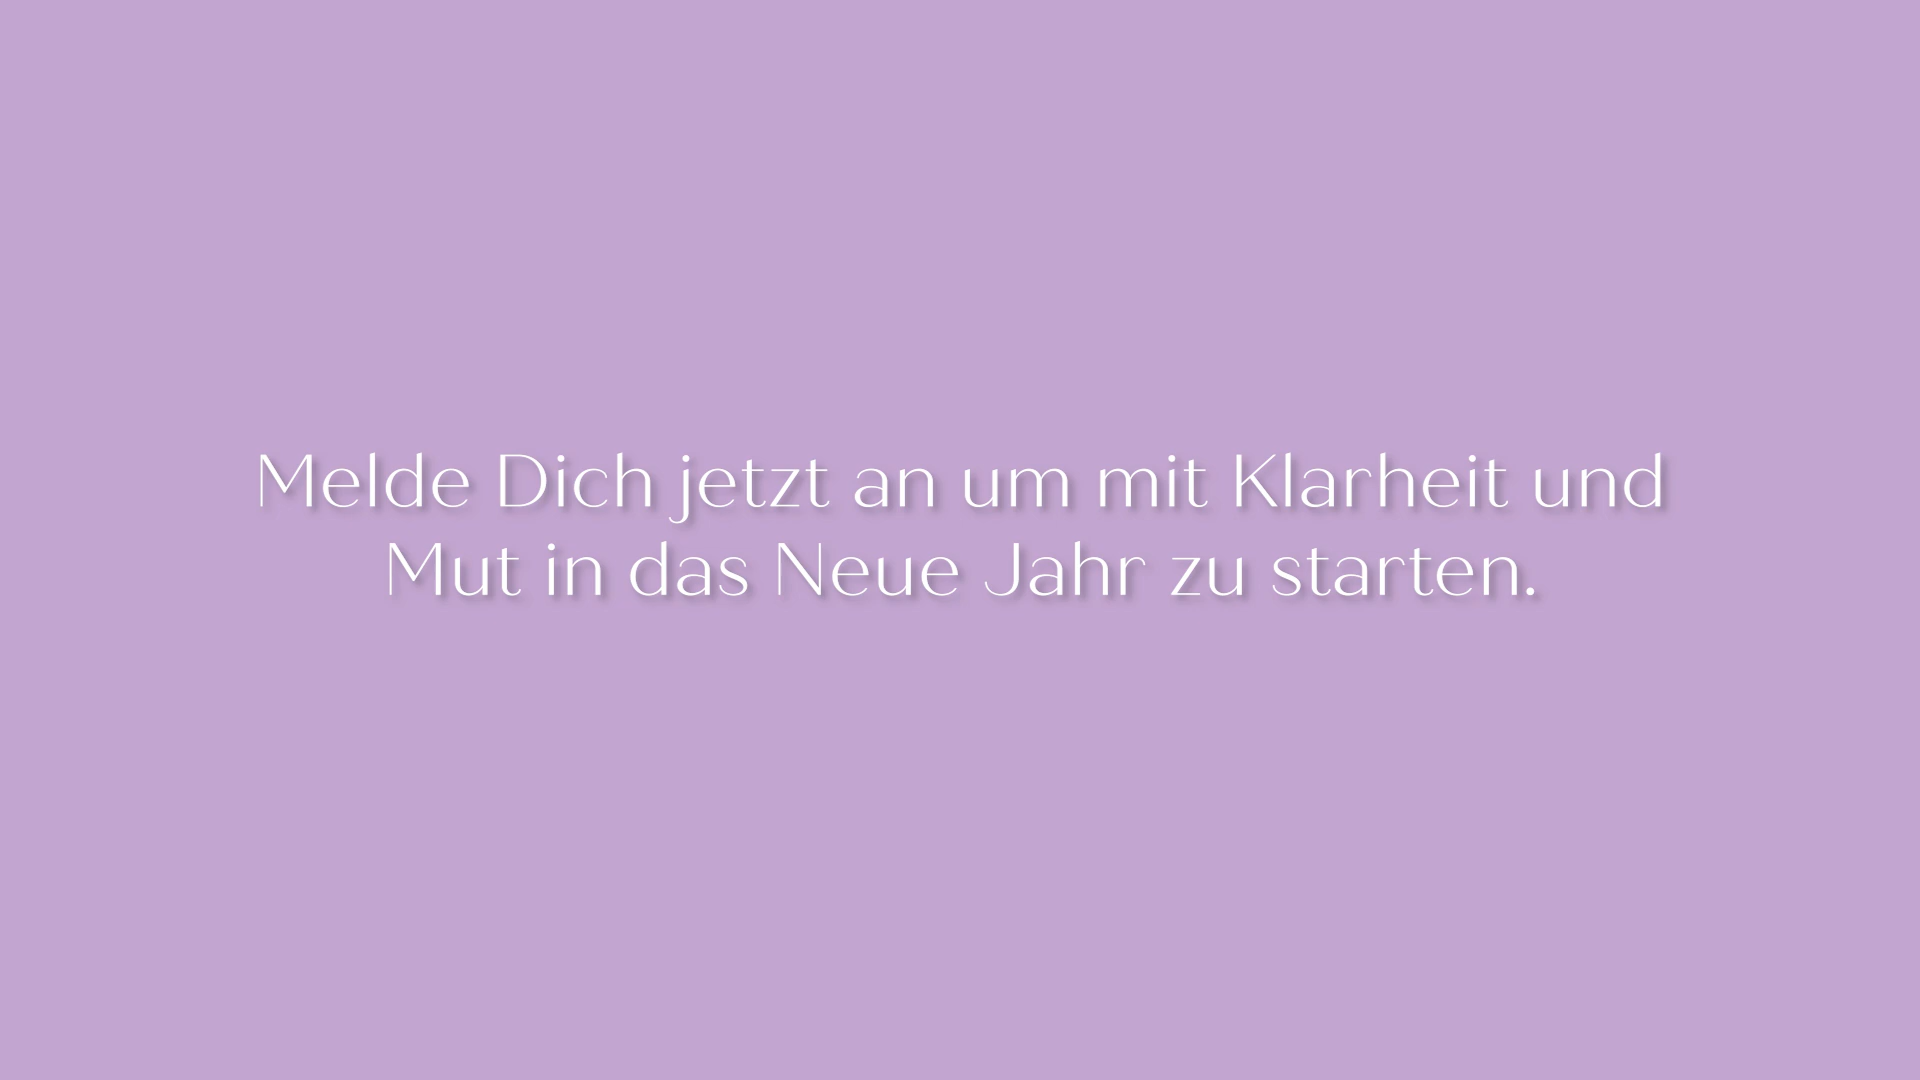 Melde Dich jetzt an um mit Klarheit und
Mut in das Neue Jahr zu starten.